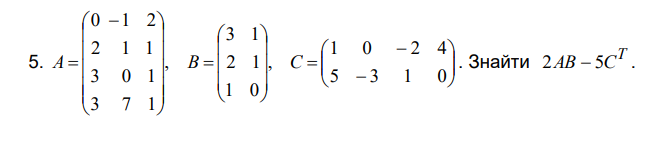 5. A = (0 −1 2; 2 1 1; 3 0 1; 3 7 1), B = (3 1; 2 1; 1 0), C = (1 0 −2 4; 5 −3 1 0). Знайти 2AB − 5C^T.